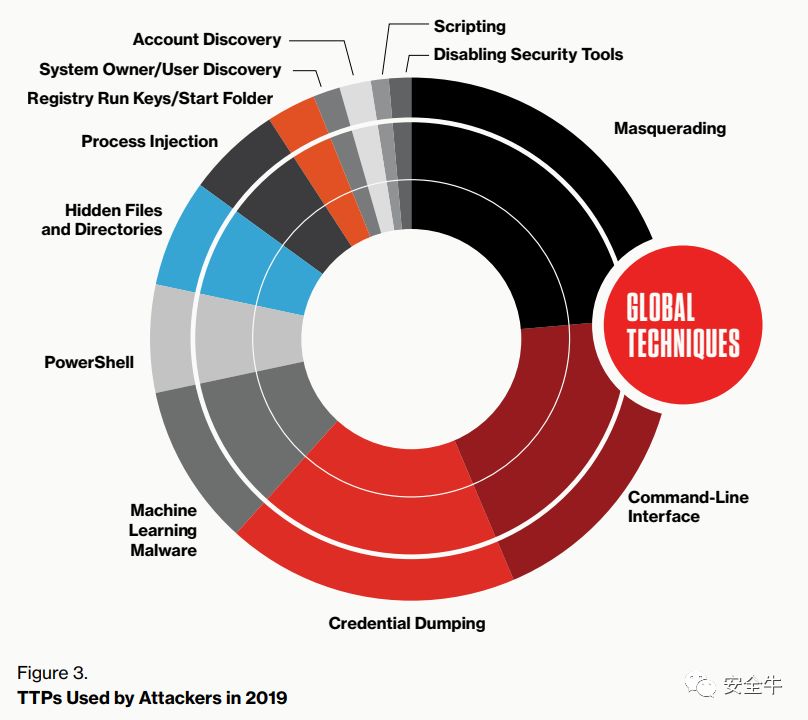 Scripting
Account Discovery
Disabling Security Tools
System Owner/User Discovery
Registry Run Keys/Start Folder
Masquerading
Process Injection
Hidden Files
and Directories
GLOBAL
TECHNIQUES
PowerShell
Command-Line
Interface
Machine
Learning
Malware
Credential Dumping
Figure 3.
TTPs Used by Attackers in 2019
安全牛